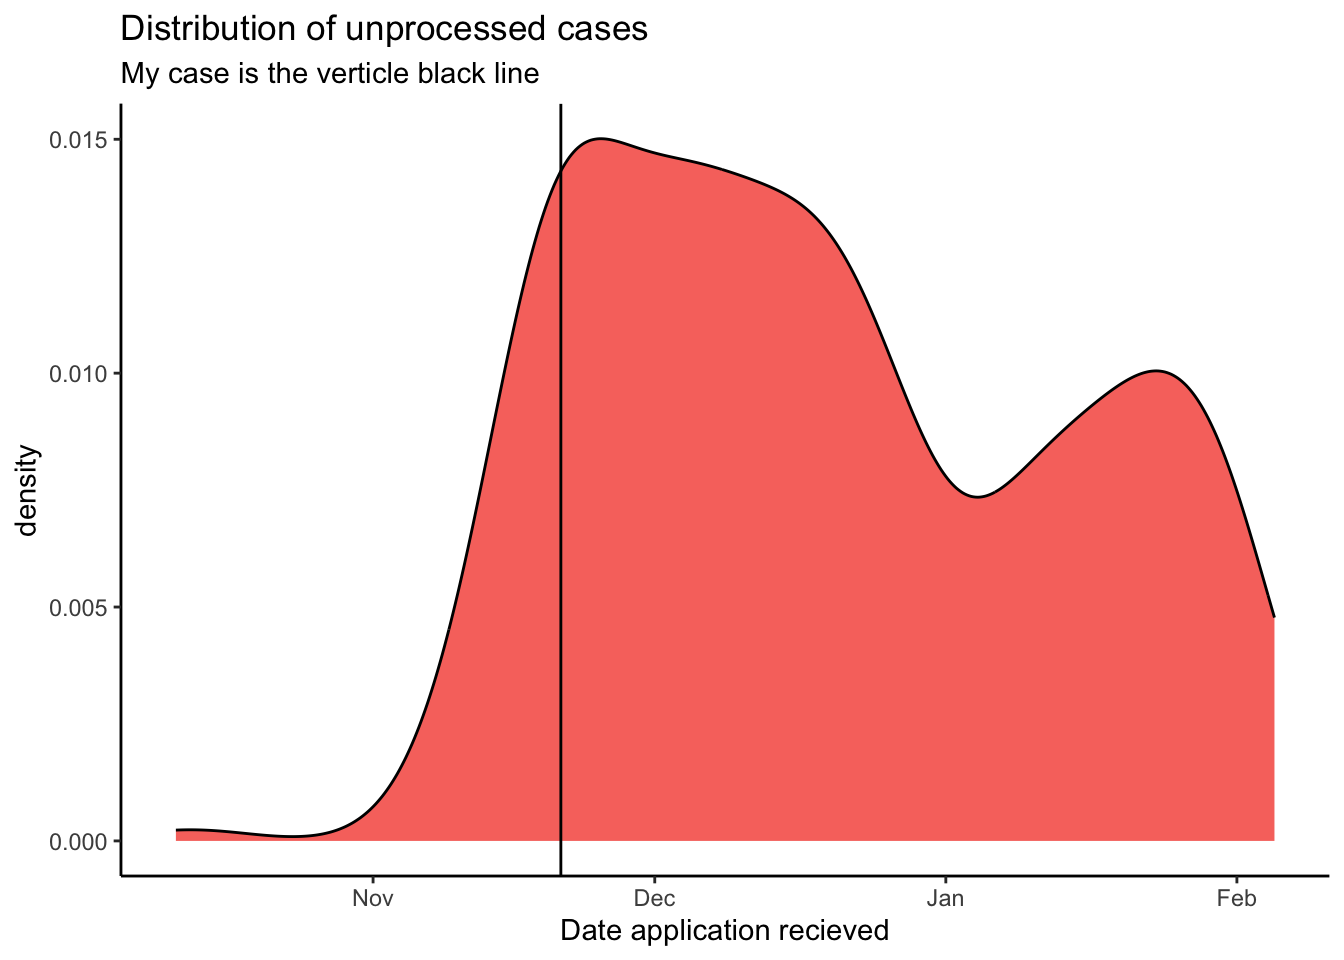 Distribution of unprocessed cases
My case is the verticle black line
0.015
0.010
0.005
0.000
density
Nov Dec Jan Feb
Date application recieved